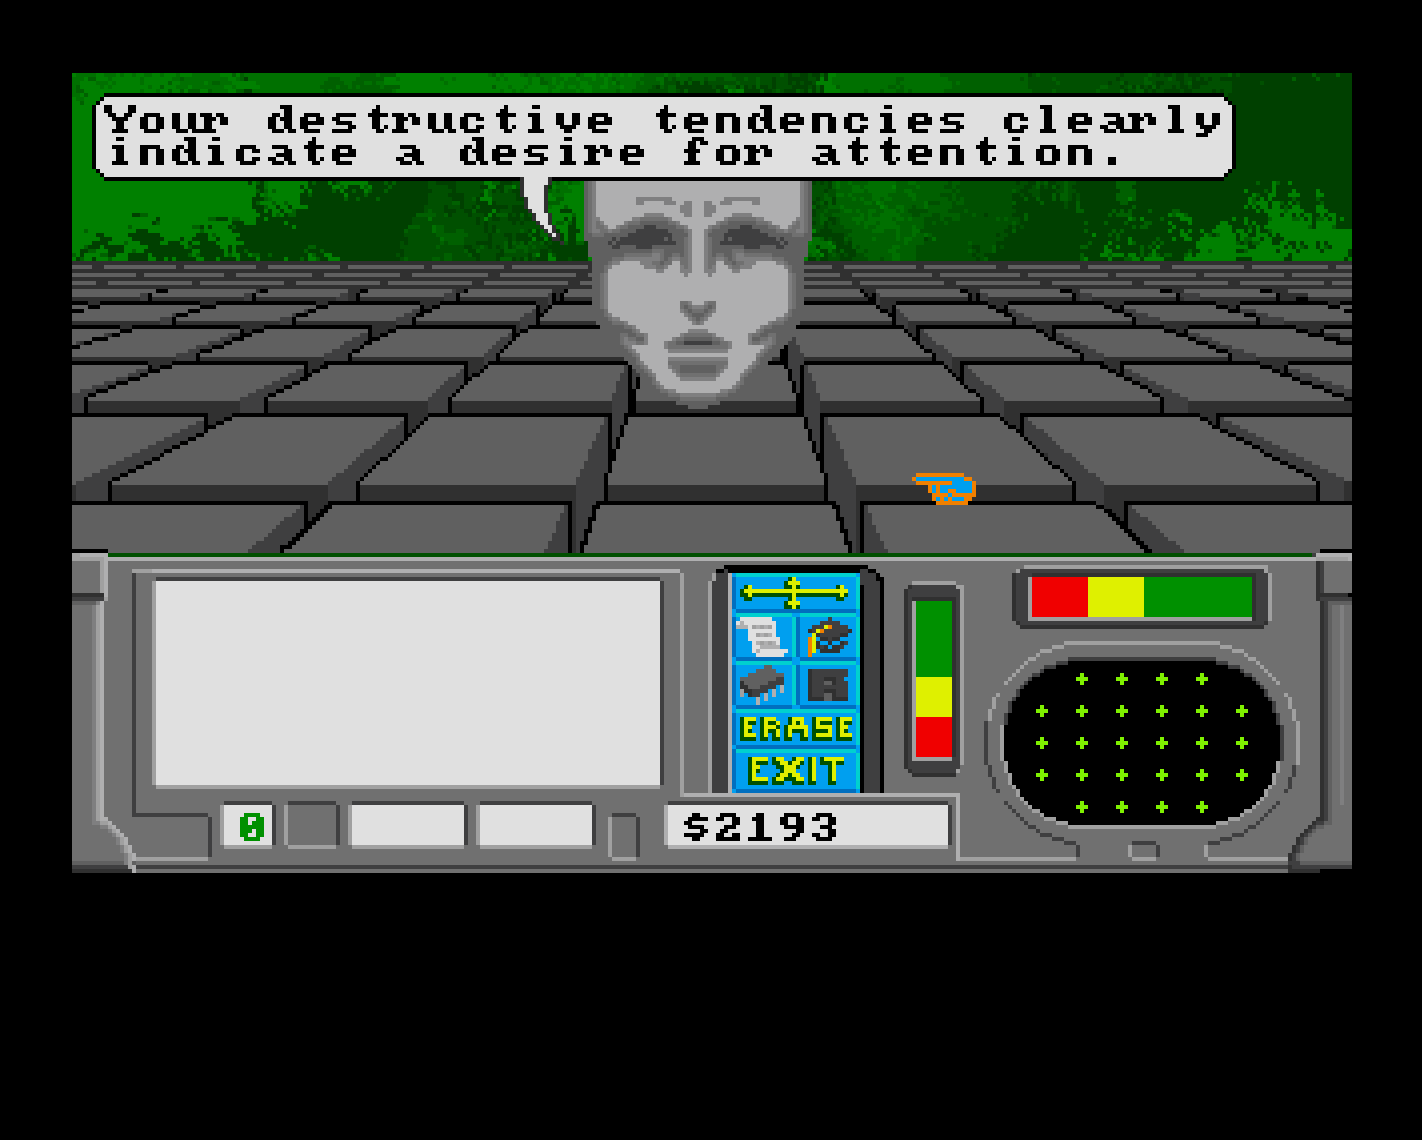 Your destructive tendencies clearly
indicate a desire for attention.
ERASE
EXIT
0
$2193